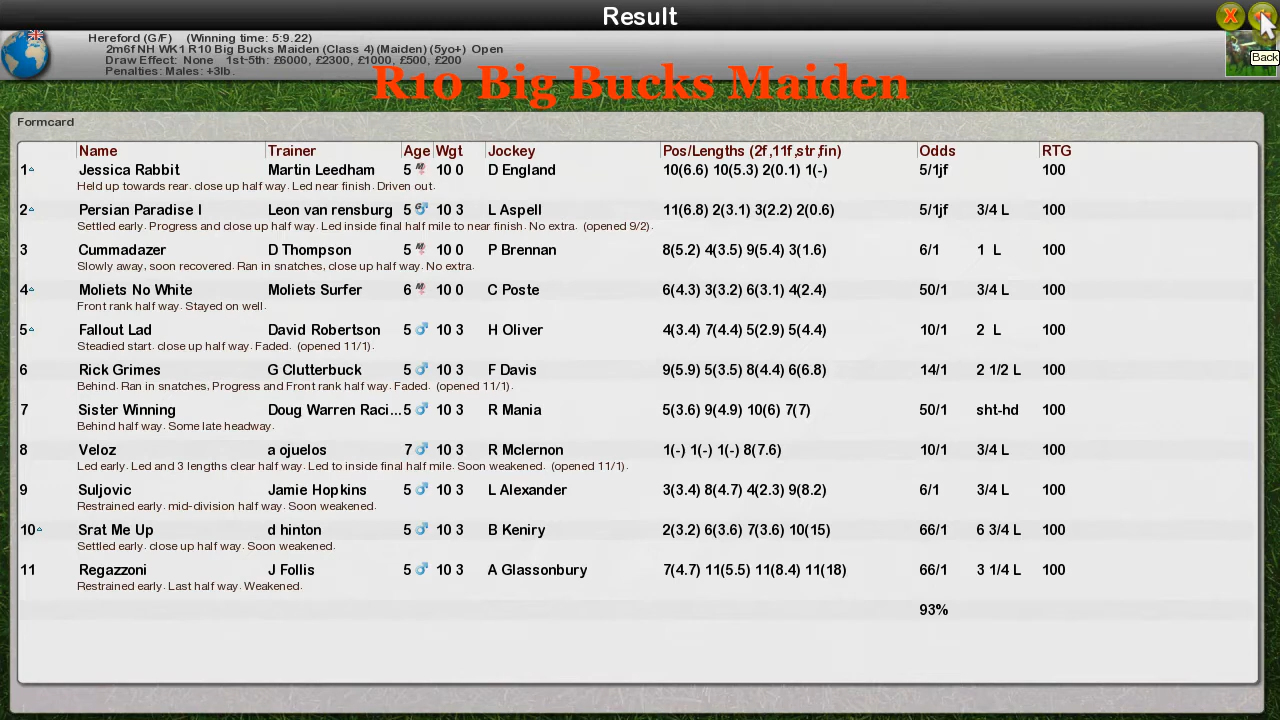 Result
X
Hereford (G/F) (Winning time: 5:9.22)
2m6f NH WK1 R10 Big Bucks Maiden (Class 4) (Maiden) (5yo+) Open
Draw Effect: None 1st-5th: £6000, £2300, £1000, £500, £200
Penalties: Males: +3lb.
Back
R10 Big Bucks Maiden
Formcard
Name Trainer Age Wgt Jockey Pos/Lengths (2f,11f,str,fin) Odds RTG
1 Jessica Rabbit Martin Leedham 5 10 0 D England 10(6.6) 10(5.3) 2(0.1) 1(-) 5/1jf 100
Held up towards rear. close up half way. Led near finish. Driven out.
2 Persian Paradise I Leon van rensburg 5 10 3 L Aspell 11(6.8) 2(3.1) 3(2.2) 2(0.6) 5/1jf 3/4 L 100
Settled early. Progress and close up half way. Led inside final half mile to near finish. No extra. (opened 9/2).
3 Cummadazer D Thompson 5 10 0 P Brennan 8(5.2) 4(3.5) 9(5.4) 3(1.6) 6/1 1 L 100
Slowly away, soon recovered. Ran in snatches, close up half way. No extra.
4 Moliets No White Moliets Surfer 6 10 0 C Poste 6(4.3) 3(3.2) 6(3.1) 4(2.4) 50/1 3/4 L 100
Front rank half way. Stayed on well.
5 Fallout Lad David Robertson 5 10 3 H Oliver 4(3.4) 7(4.4) 5(2.9) 5(4.4) 10/1 2 L 100
Steadied start. close up half way. Faded. (opened 11/1).
6 Rick Grimes G Clutterbuck 5 10 3 F Davis 9(5.9) 5(3.5) 8(4.4) 6(6.8) 14/1 2 1/2 L 100
Behind. Ran in snatches, Progress and Front rank half way. Faded. (opened 11/1).
7 Sister Winning Doug Warren Raci... 5 10 3 R Mania 5(3.6) 9(4.9) 10(6) 7(7) 50/1 sht-hd 100
Behind half way. Some late headway.
8 Veloz a ojuelos 7 10 3 R Mclernon 1(-) 1(-) 1(-) 8(7.6) 10/1 3/4 L 100
Led early. Led and 3 lengths clear half way. Led to inside final half mile. Soon weakened. (opened 11/1).
9 Suljovic Jamie Hopkins 5 10 3 L Alexander 3(3.4) 8(4.7) 4(2.3) 9(8.2) 6/1 3/4 L 100
Restrained early. mid-division half way. Soon weakened.
10 Srat Me Up d hinton 5 10 3 B Keniry 2(3.2) 6(3.6) 7(3.6) 10(15) 66/1 6 3/4 L 100
Settled early. close up half way. Soon weakened.
11 Regazzoni J Follis 5 10 3 A Glassonbury 7(4.7) 11(5.5) 11(8.4) 11(18) 66/1 3 1/4 L 100
Restrained early. Last half way. Weakened.
93%